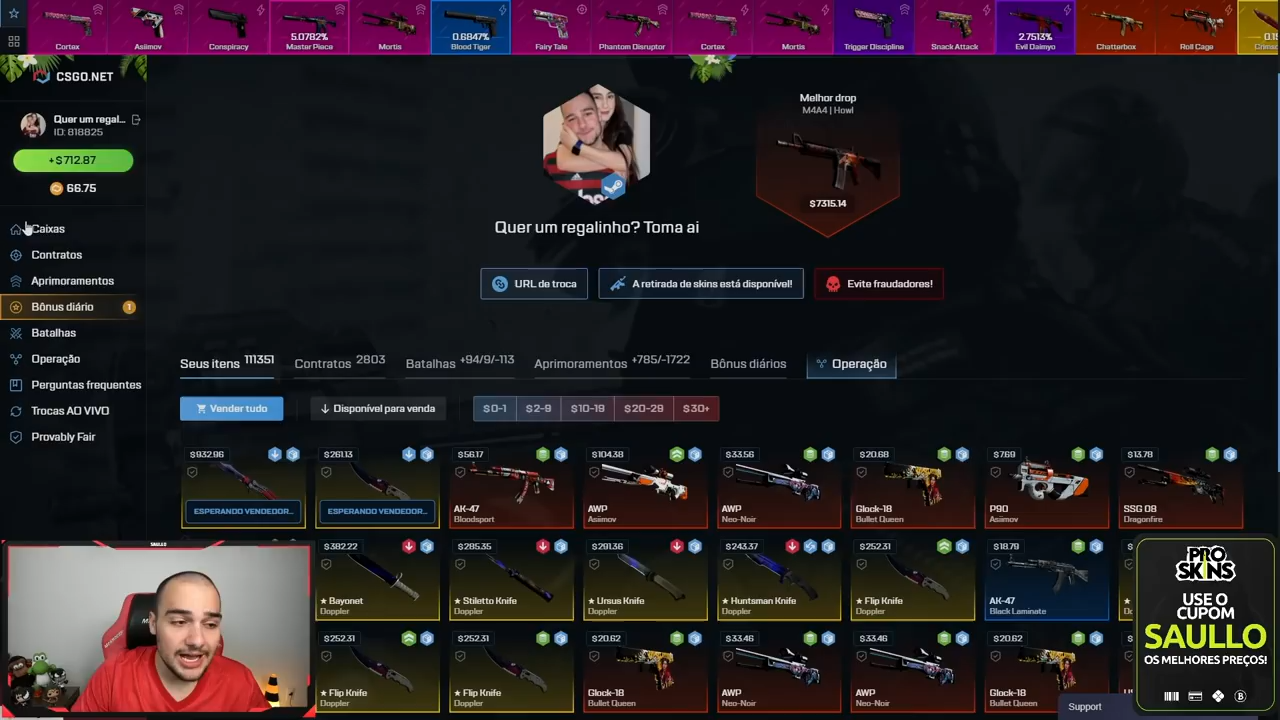 Cortex
Asiimov
Conspiracy
5.0782%
Master Piece
Mortis
0.6847%
Blood Tiger
Fairy Tale
Phantom Disruptor
Cortex
Mortis
Trigger Discipline
Snack Attack
2.7513%
Evil Daimyo
Chatterbox
Roll Cage
CSGO.NET
Quer um regal...
ID: 818825
+$712.87
66.75
Caixas
Contratos
Aprimoramentos
Bônus diário
1
Batalhas
Operação
Perguntas frequentes
Trocas AO VIVO
Provably Fair
Melhor drop
M4A4 | Howl
$7315.14
Quer um regalinho? Toma ai
URL de troca
A retirada de skins está disponível!
Evite fraudadores!
Seus itens 111351
Contratos 2803
Batalhas +94/9/-113
Aprimoramentos +785/-1722
Bônus diários
Operação
Vender tudo
Disponível para venda
$0-1
$2-9
$10-19
$20-29
$30+
$932.96
ESPERANDO VENDEDOR...
$261.13
ESPERANDO VENDEDOR...
$56.17
AK-47
Bloodsport
$104.38
AWP
Asiimov
$33.56
AWP
Neo-Noir
$20.68
Glock-18
Bullet Queen
$7.69
P90
Asiimov
$13.78
SSG 08
Dragonfire
$382.22
★ Bayonet
Doppler
$285.35
★ Stiletto Knife
Doppler
$291.36
★ Ursus Knife
Doppler
$243.37
★ Huntsman Knife
Doppler
$252.31
★ Flip Knife
Doppler
$18.79
AK-47
Black Laminate
$252.31
★ Flip Knife
Doppler
$252.31
★ Flip Knife
Doppler
$20.62
Glock-18
Bullet Queen
$33.46
AWP
Neo-Noir
$33.46
AWP
Neo-Noir
$20.62
Glock-18
Bullet Queen
SAULLO
PRO
SKINS
USE O
CUPOM
SAULLO
OS MELHORES PREÇOS!
Support